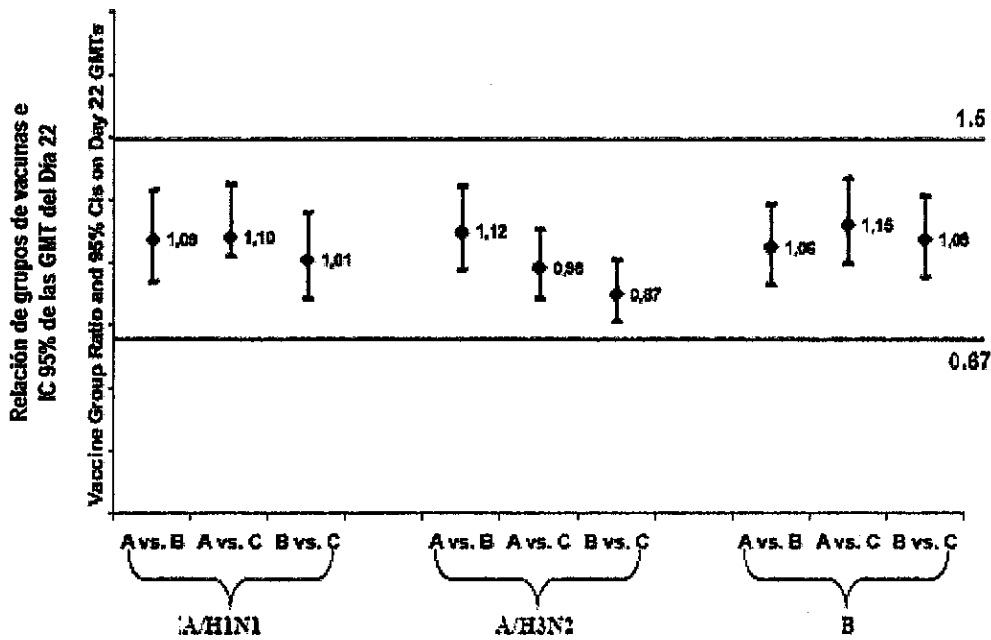 Relación de grupos de vacunas e
IC 95% de las GMT del Día 22
Vaccine Group Ratio and 95% CIs on Day 22 GMTs
1.5
1,09
1,10
1,01
1,12
0,98
0,87
1,06
1,15
1,08
0.67
A vs. B A vs. C B vs. C
A vs. B A vs. C B vs. C
A vs. B A vs. C B vs. C
A/H1N1
A/H3N2
B